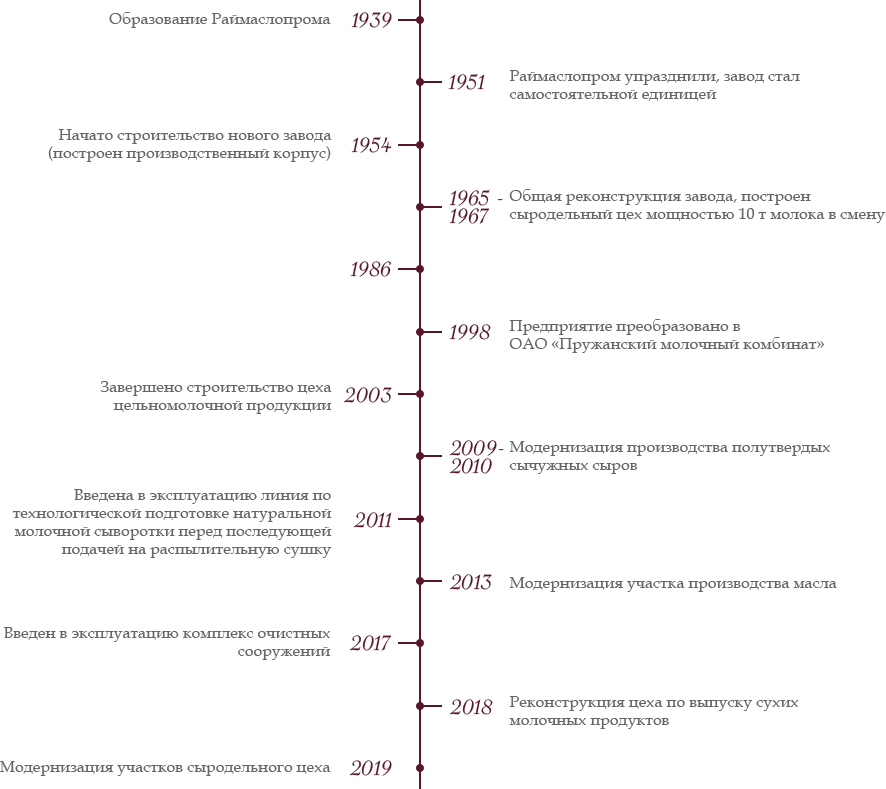 Образование Раймаслопрома 1939
1951 Раймаслопром упразднили, завод стал
самостоятельной единицей
Начато строительство нового завода
(построен производственный корпус) 1954
1965 - Общая реконструкция завода, построен
1967 сыродельный цех мощностью 10 т молока в смену
1986
1998 Предприятие преобразовано в
ОАО «Пружанский молочный комбинат»
Завершено строительство цеха
цельномолочной продукции 2003
2009 - Модернизация производства полутвердых
2010 сычужных сыров
Введена в эксплуатацию линия по
технологической подготовке натуральной
молочной сыворотки перед последующей
подачей на распылительную сушку
2011
2013 Модернизация участка производства масла
Введен в эксплуатацию комплекс очистных
сооружений 2017
2018 Реконструкция цеха по выпуску сухих
молочных продуктов
Модернизация участков сыродельного цеха 2019